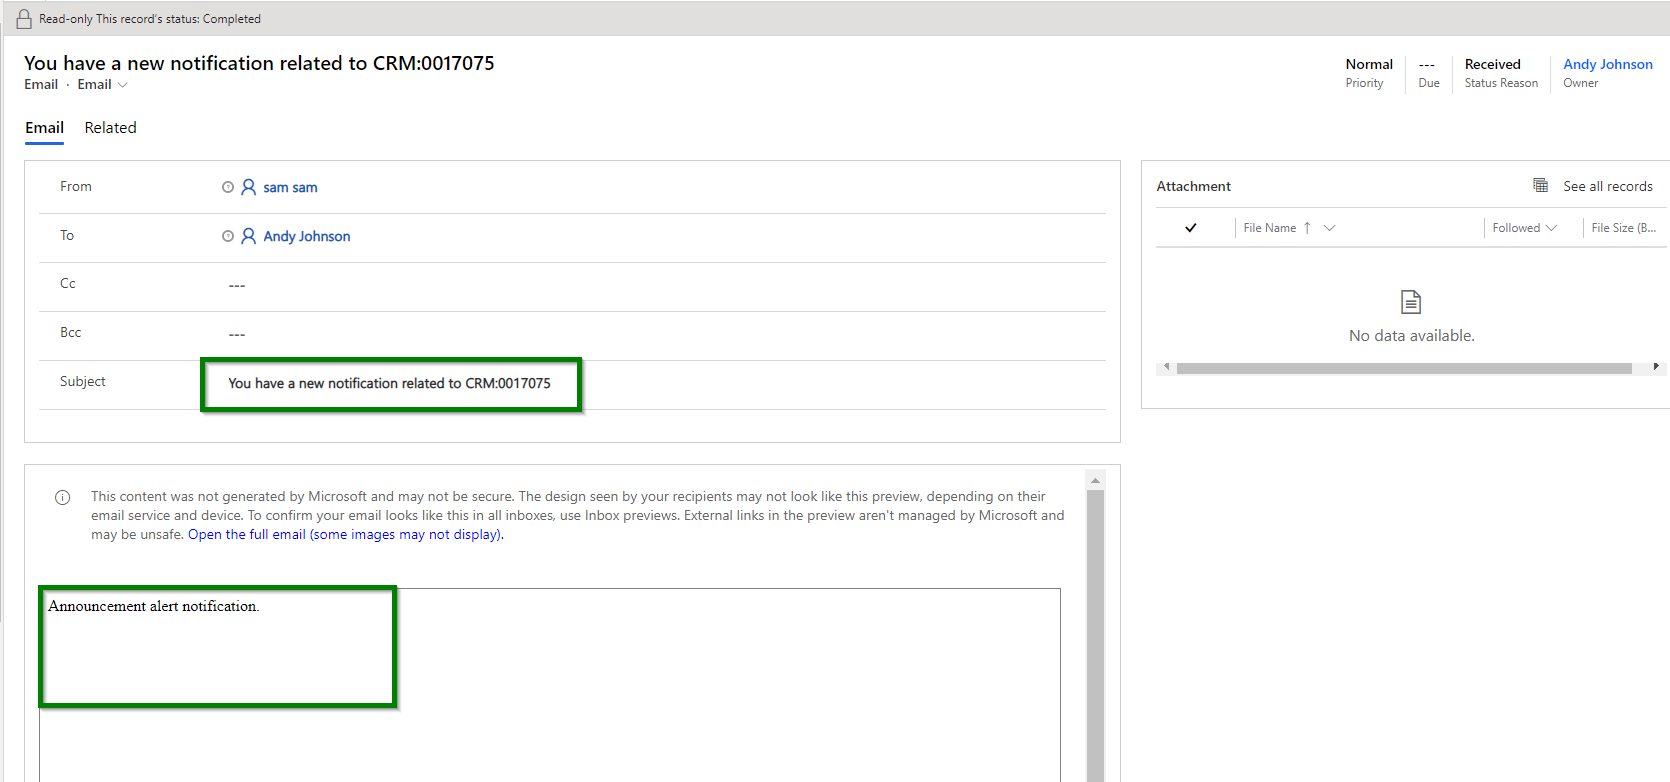 Read-only This record's status: Completed
You have a new notification related to CRM:0017075
Email · Email
Normal
Priority
---
Due
Received
Status Reason
Andy Johnson
Owner
Email Related
From sam sam
To Andy Johnson
Cc ---
Bcc ---
Subject You have a new notification related to CRM:0017075
Attachment See all records
File Name ↑ Followed File Size (B...
No data available.
This content was not generated by Microsoft and may not be secure. The design seen by your recipients may not look like this preview, depending on their
email service and device. To confirm your email looks like this in all inboxes, use Inbox previews. External links in the preview aren't managed by Microsoft and
may be unsafe. Open the full email (some images may not display).
Announcement alert notification.